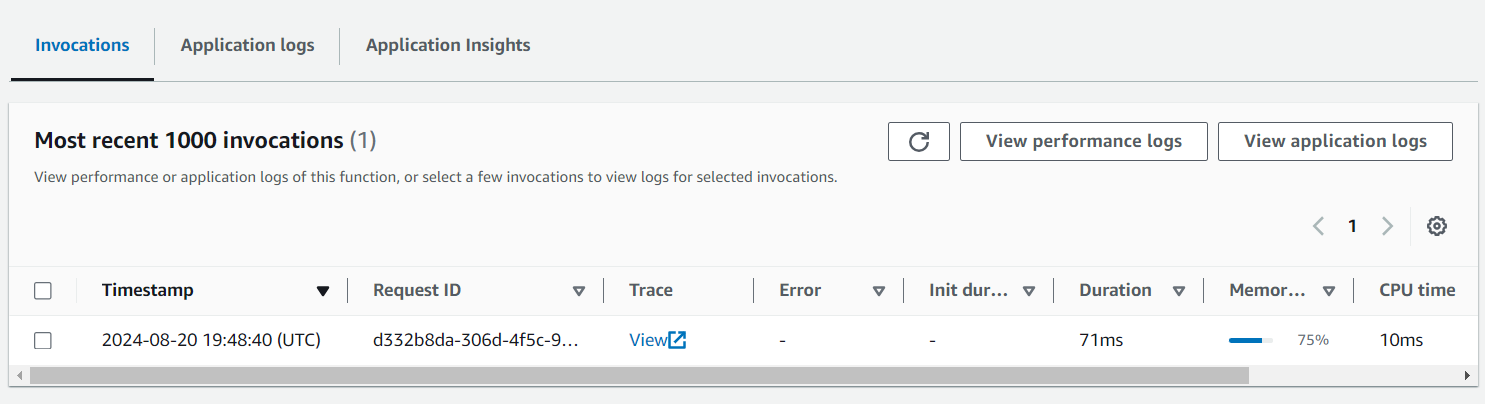 Invocations Application logs Application Insights
Most recent 1000 invocations (1) View performance logs View application logs
View performance or application logs of this function, or select a few invocations to view logs for selected invocations.
1
Timestamp Request ID Trace Error Init dur... Duration Memor... CPU time
2024-08-20 19:48:40 (UTC) d332b8da-306d-4f5c-9... View - - 71ms 75% 10ms